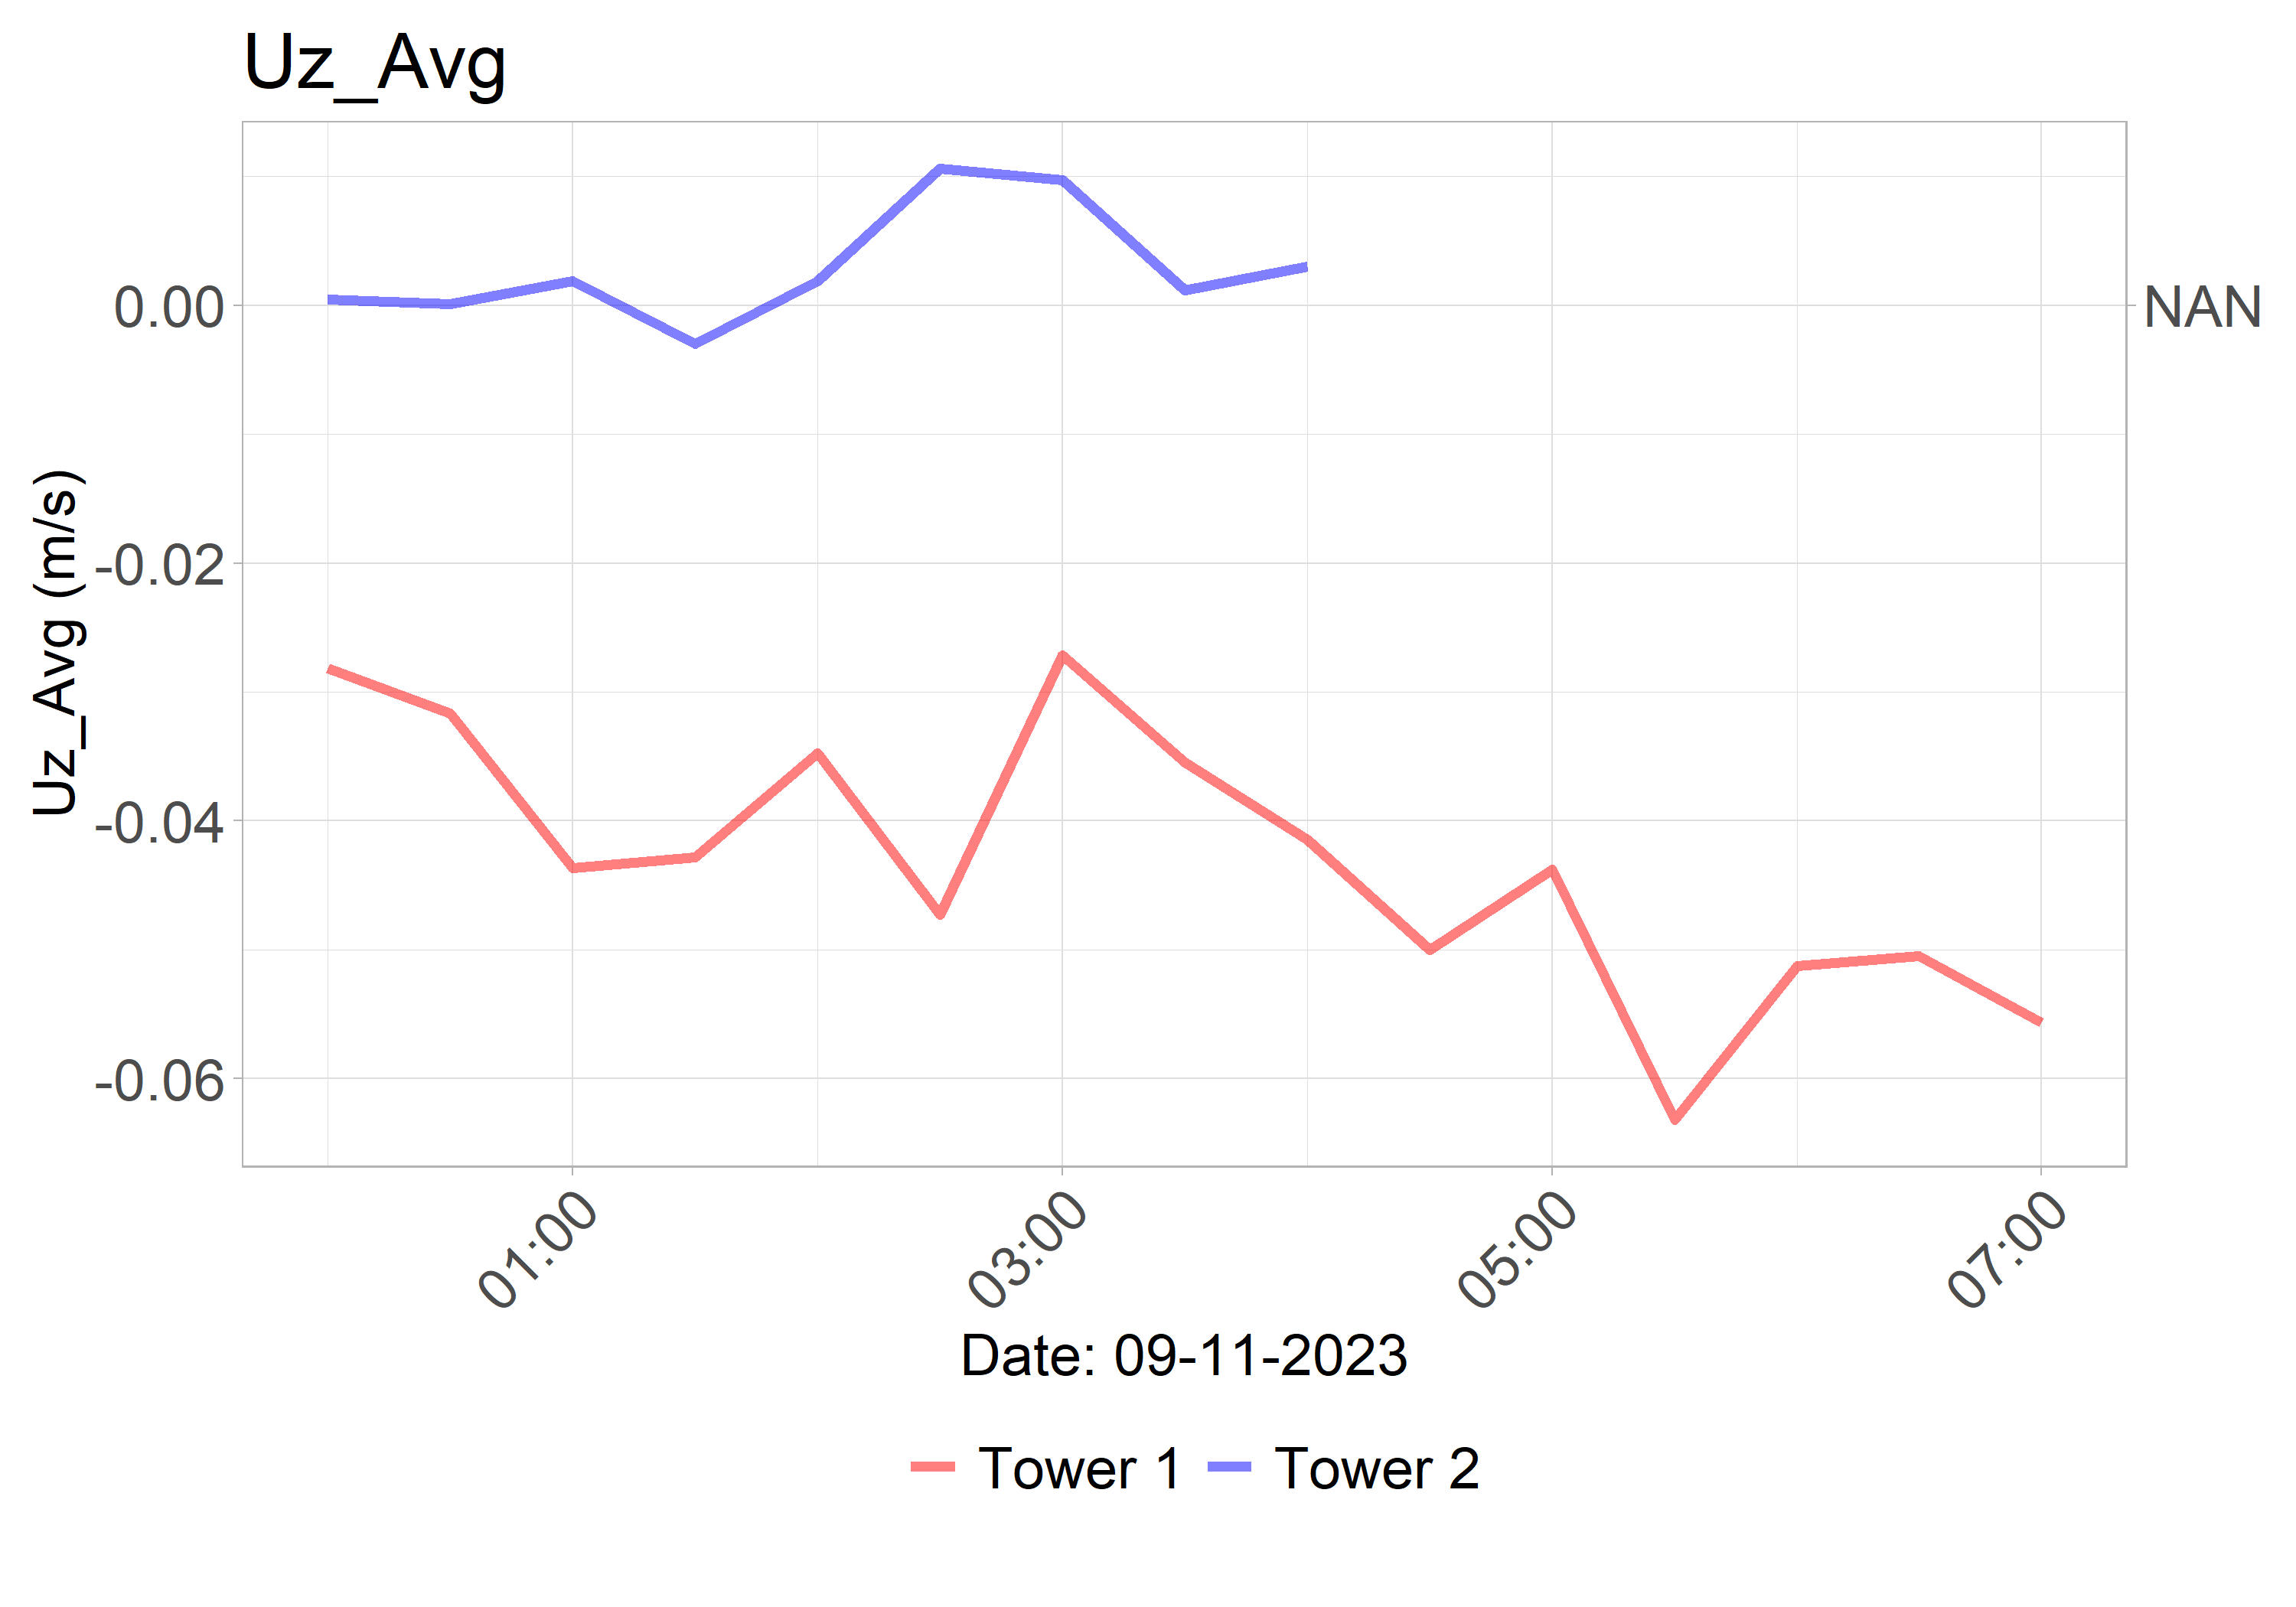 Uz_Avg
Uz_Avg (m/s)
0.00
-0.02
-0.04
-0.06
NAN
01:00
03:00
05:00
07:00
Date: 09-11-2023
Tower 1
Tower 2